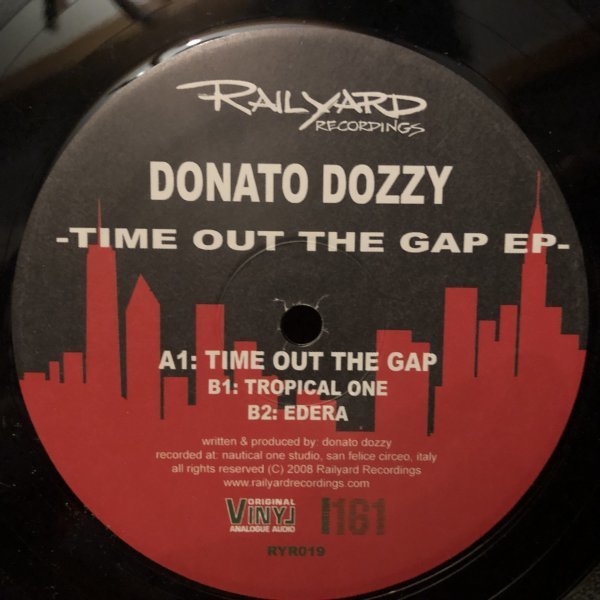 RAILYARD
RECORDINGS
DONATO DOZZY
-TIME OUT THE GAP EP-
A1: TIME OUT THE GAP
B1: TROPICAL ONE
B2: EDERA
written & produced by: donato dozzy
recorded at: nautical one studio, san felice circeo, italy
all rights reserved (C) 2008 Railyard Recordings
www.railyardrecordings.com
ORIGINAL
VINYL
ANALOGUE AUDIO
161
RYR019